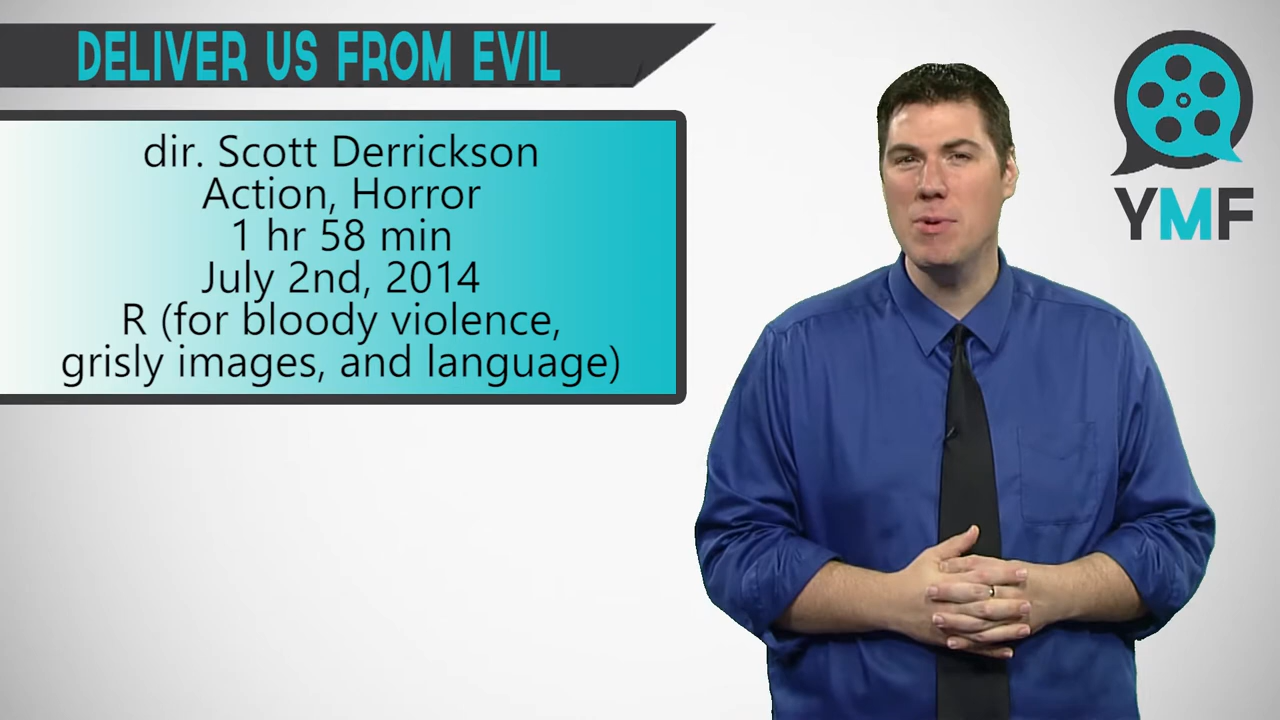 DELIVER US FROM EVIL
dir. Scott Derrickson
Action, Horror
1 hr 58 min
July 2nd, 2014
R (for bloody violence,
grisly images, and language)
YMF